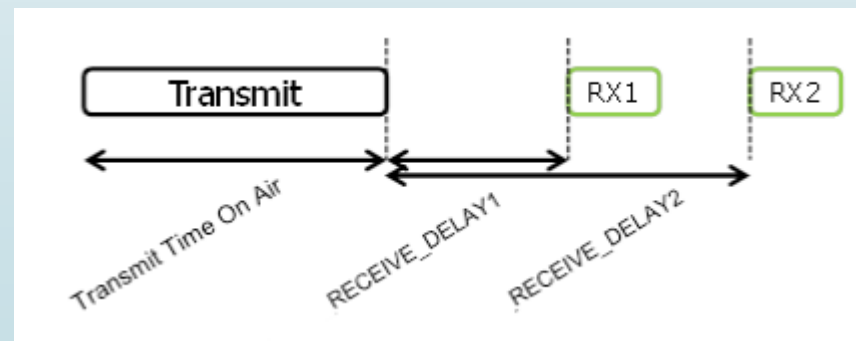 Transmit
RX1
RX2
Transmit Time On Air
RECEIVE_DELAY1
RECEIVE_DELAY2